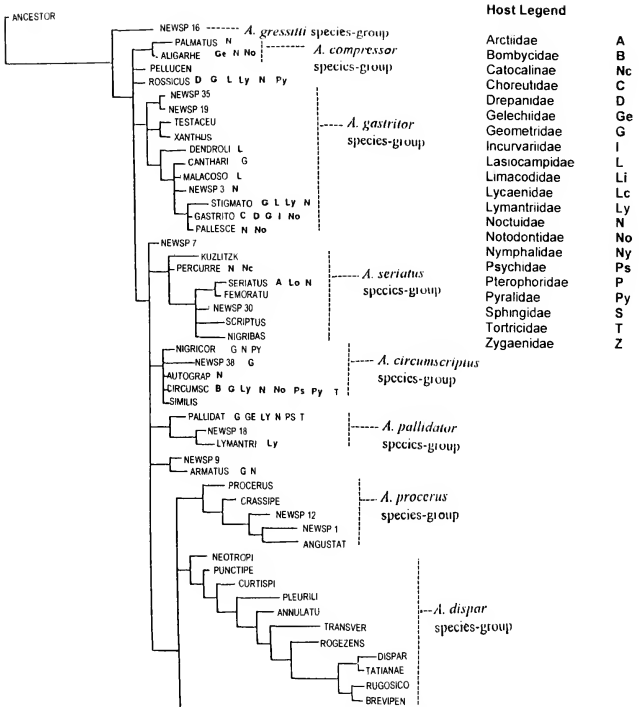 ANCESTOR
NEWSP 16 A. gressitti species-group
PALMATUS N
ALIGARHE Ge N No
A. compressor
species-group
PELLUCEN
ROSSICUS D G L Ly N Py
NEWSP 35
NEWSP 19
TESTACEU
XANTHUS
A. gastritor
species-group
DENDROLI L
CANTHARI G
MALACOSO L
NEWSP 3 N
STIGMATO G L Ly N
GASTRITO C D G I No
PALLESCE N No
NEWSP 7
KUZLITZK
PERCURRE N Nc
SERIATUS A Lo N
FEMORATU
A. seriatus
species-group
NEWSP 30
SCRIPTUS
NIGRIBAS
NIGRICOR G N PY
NEWSP 38 G
AUTOGRAP N
CIRCUMSC B G Ly N No Ps Py T
SIMILIS
A. circumscriptus
species-group
PALLIDAT G GE LY N PS T
NEWSP 18
LYMANTRI Ly
A. pallidator
species-group
NEWSP 9
ARMATUS G N
PROCERUS
CRASSIPE
NEWSP 12
NEWSP 1
ANGUSTAT
A. procerus
species-group
NEOTROPI
PUNCTIPE
CURTISPI
PLEURILI
ANNULATU
TRANSVER
ROGEZENS
DISPAR
TATIANAE
RUGOSICO
BREVIPEN
A. dispar
species-group
Host Legend
Arctiidae A
Bombycidae B
Catocalinae Nc
Choreutidae C
Drepanidae D
Gelechiidae Ge
Geometridae G
Incurvariidae I
Lasiocampidae L
Limacodidae Li
Lycaenidae Lc
Lymantriidae Ly
Noctuidae N
Notodontidae No
Nymphalidae Ny
Psychidae Ps
Pterophoridae P
Pyralidae Py
Sphingidae S
Tortricidae T
Zygaenidae Z